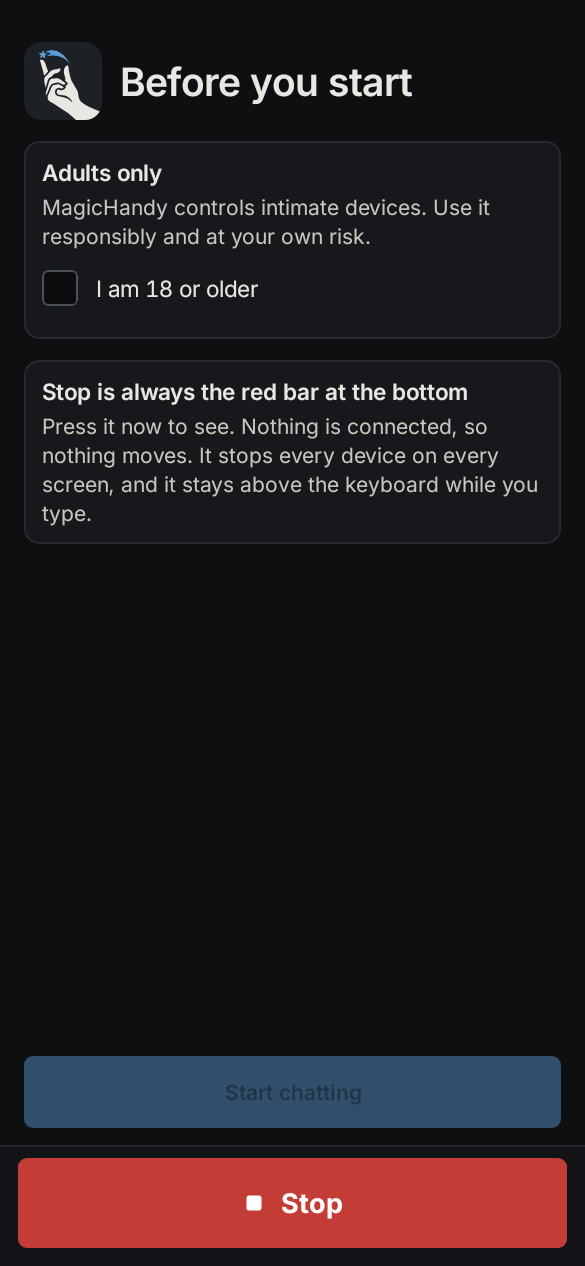 Before you start
Adults only
MagicHandy controls intimate devices. Use it
responsibly and at your own risk.
I am 18 or older
Stop is always the red bar at the bottom
Press it now to see. Nothing is connected, so
nothing moves. It stops every device on every
screen, and it stays above the keyboard while you
type.
Start chatting
Stop